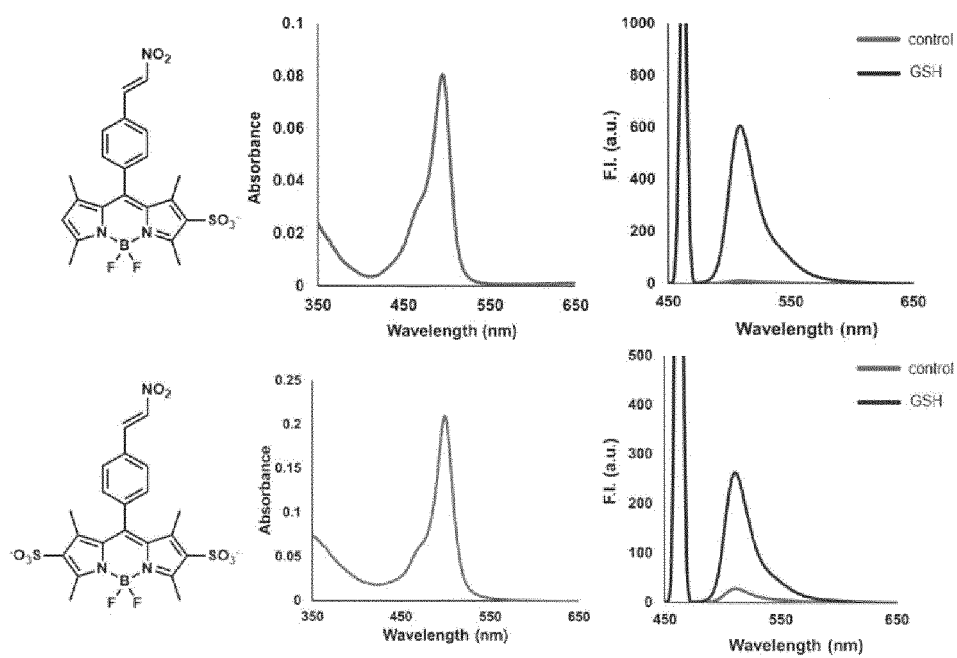 NO₂
SO₃⁻
N N
B
F F
0.1
0.08
0.06
0.04
0.02
0
Absorbance
350 450 550 650
Wavelength (nm)
1000
800
600
400
200
0
F.I. (a.u.)
450 550 650
Wavelength (nm)
control
GSH
NO₂
⁻O₃S SO₃⁻
N N
B
F F
0.25
0.2
0.15
0.1
0.05
0
Absorbance
350 450 550 650
Wavelength (nm)
500
400
300
200
100
0
F.I. (a.u.)
450 550 650
Wavelength (nm)
control
GSH